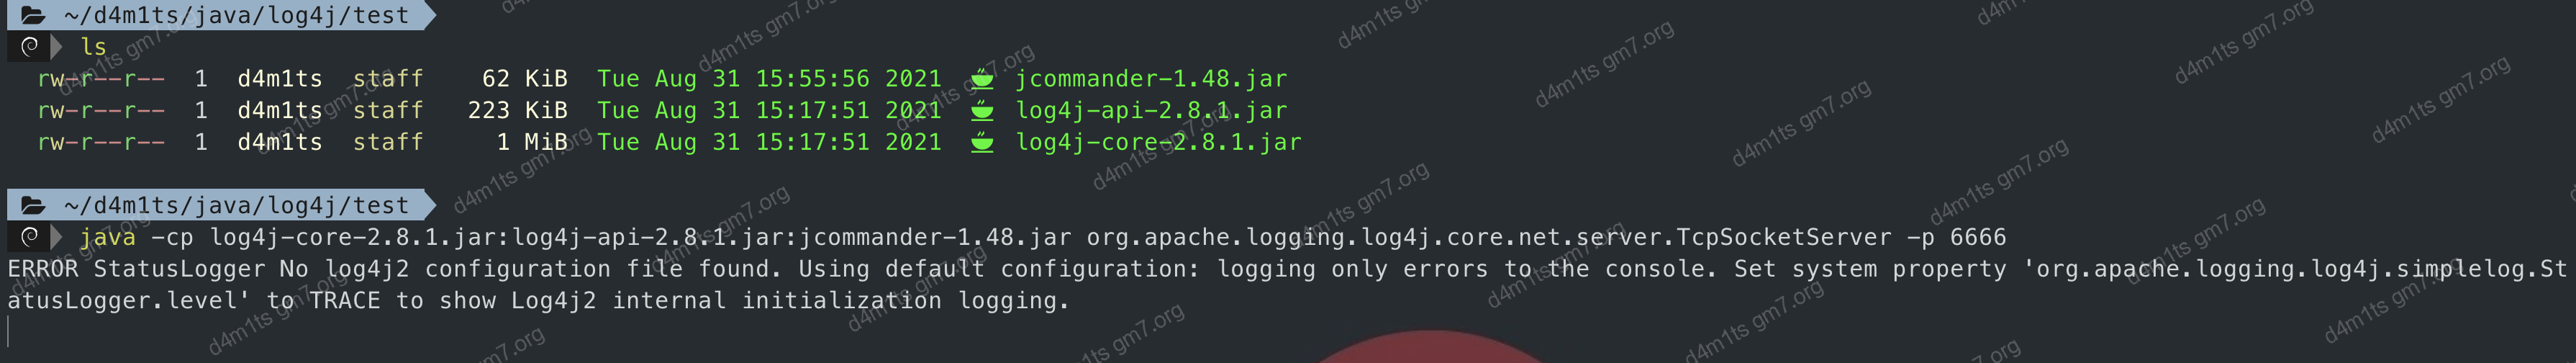 ~/d4m1ts/java/log4j/test
ls
rw-r--r-- 1 d4m1ts staff 62 KiB Tue Aug 31 15:55:56 2021 jcommander-1.48.jar
rw-r--r-- 1 d4m1ts staff 223 KiB Tue Aug 31 15:17:51 2021 log4j-api-2.8.1.jar
rw-r--r-- 1 d4m1ts staff 1 MiB Tue Aug 31 15:17:51 2021 log4j-core-2.8.1.jar
~/d4m1ts/java/log4j/test
java -cp log4j-core-2.8.1.jar:log4j-api-2.8.1.jar:jcommander-1.48.jar org.apache.logging.log4j.core.net.server.TcpSocketServer -p 6666
ERROR StatusLogger No log4j2 configuration file found. Using default configuration: logging only errors to the console. Set system property 'org.apache.logging.log4j.simplelog.St
atusLogger.level' to TRACE to show Log4j2 internal initialization logging.
d4m1ts gm7.org